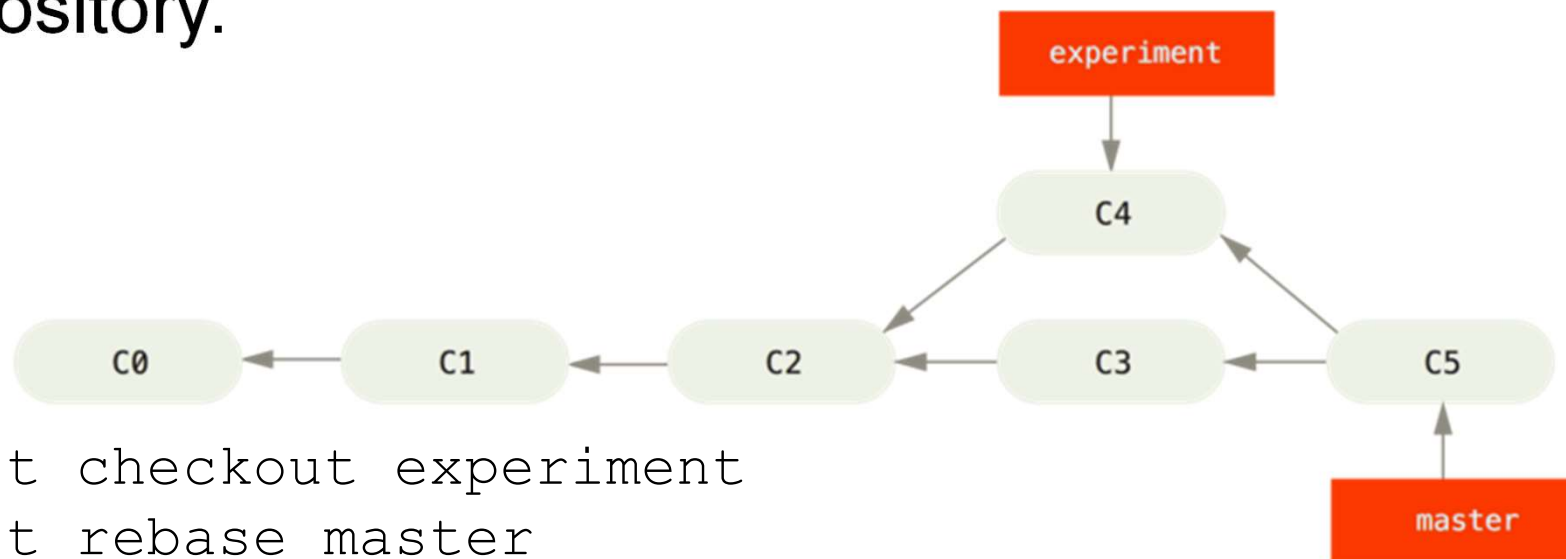 ository.
experiment
C4
C0 C1 C2 C3 C5
t checkout experiment
t rebase master
master